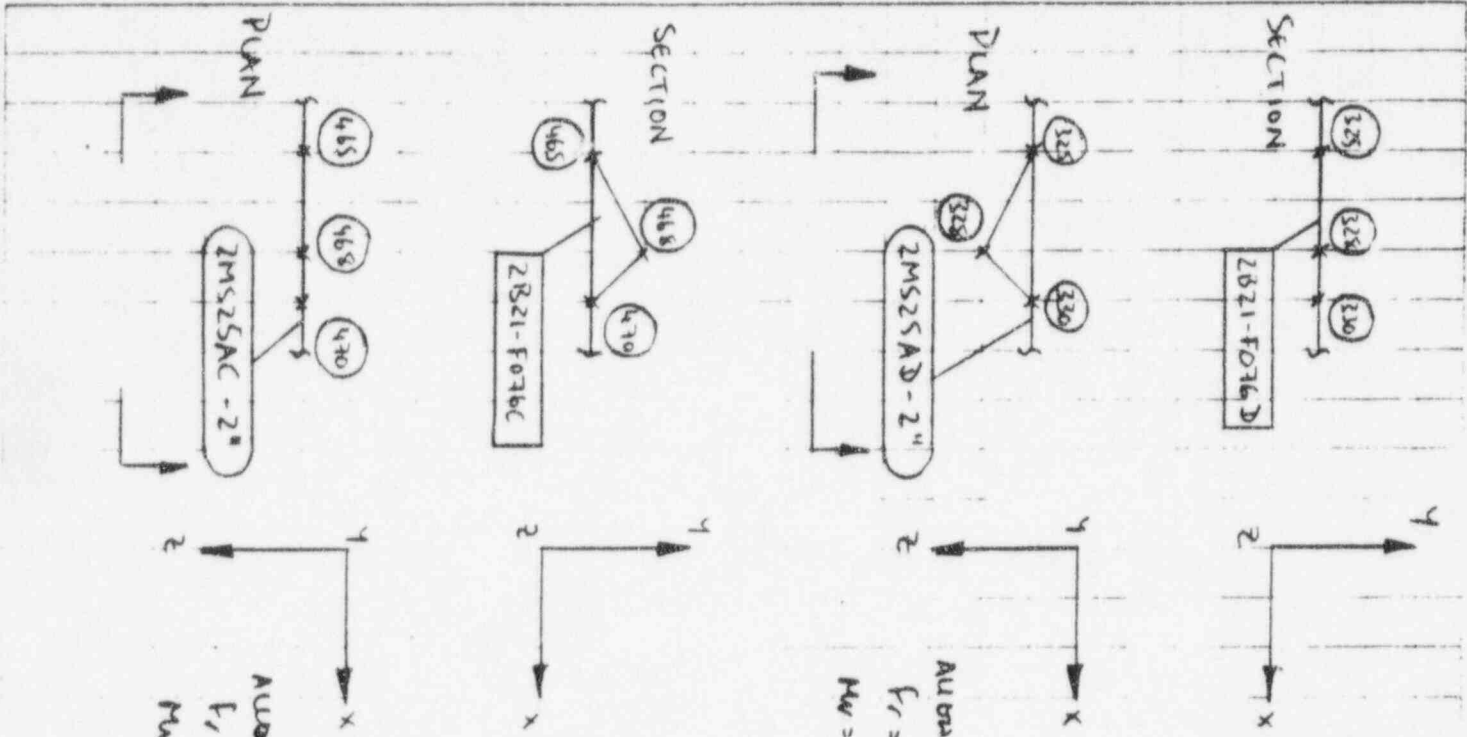 SECTION
325
328
330
2B21-F076D
Y
Z
X
PLAN
325
328
330
2MS25AD-2"
Y
Z
X
SECTION
465
468
470
2B21-F076C
Y
Z
X
PLAN
465
468
470
2MS25AC-2"
Y
Z
X